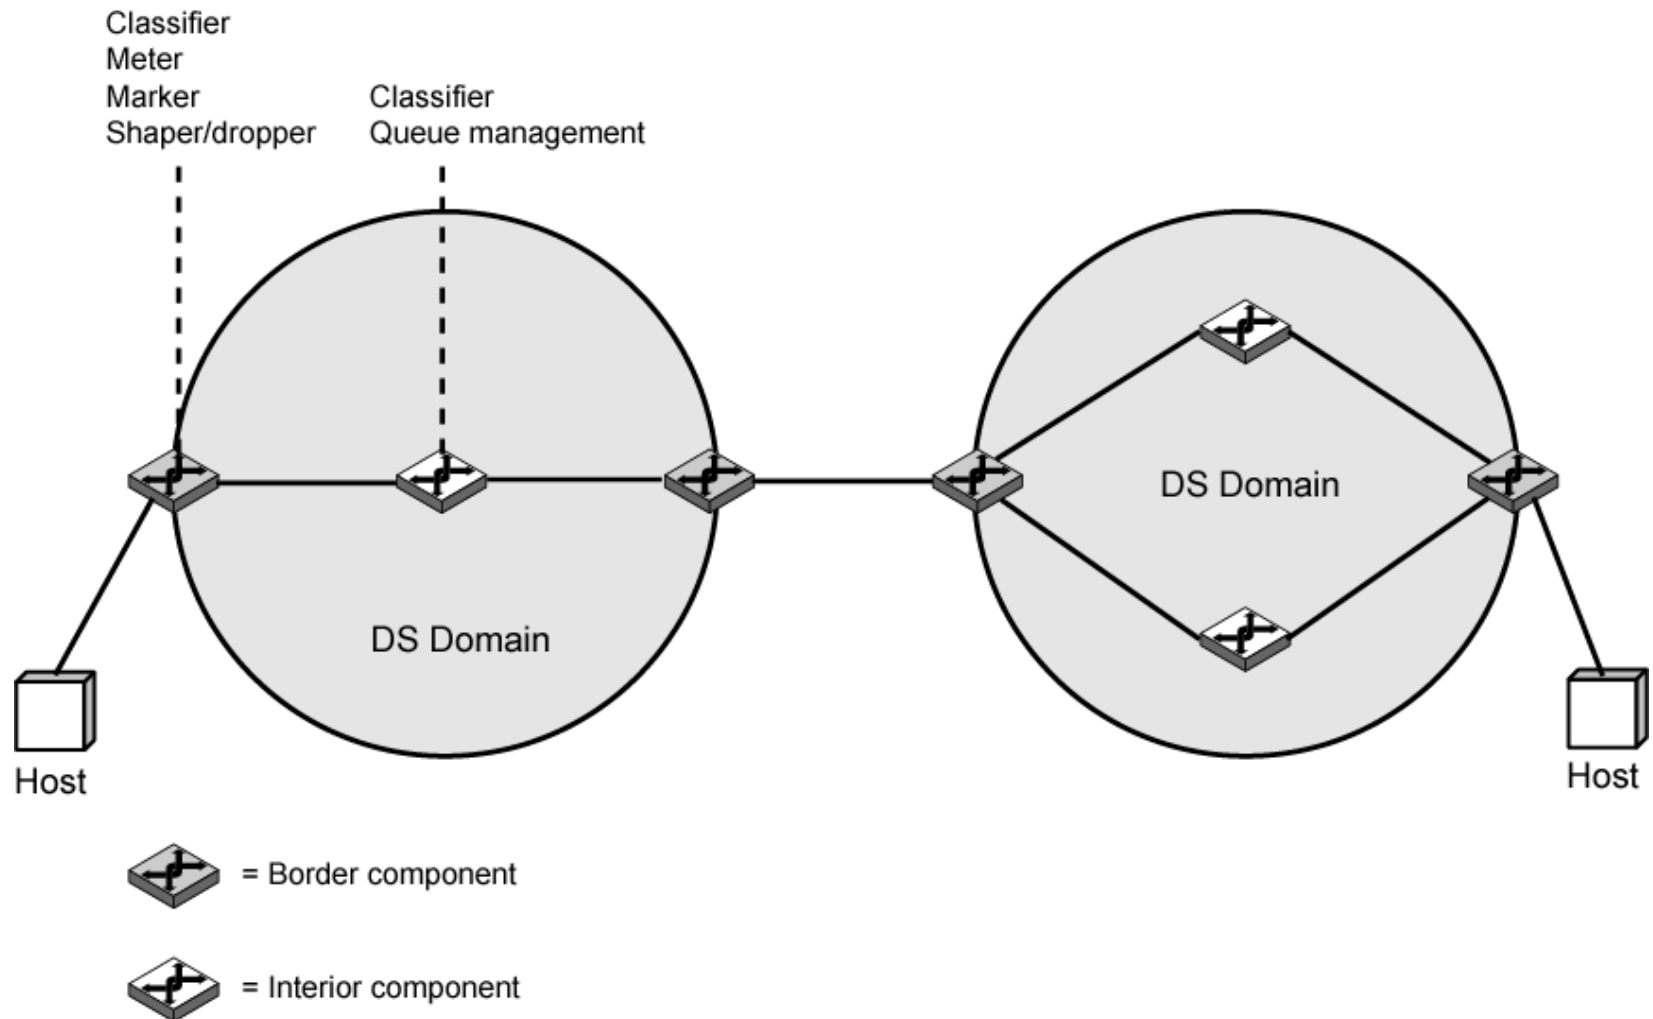 Classifier
Meter
Marker
Shaper/dropper
Classifier
Queue management
DS Domain
DS Domain
Host
Host
= Border component
= Interior component